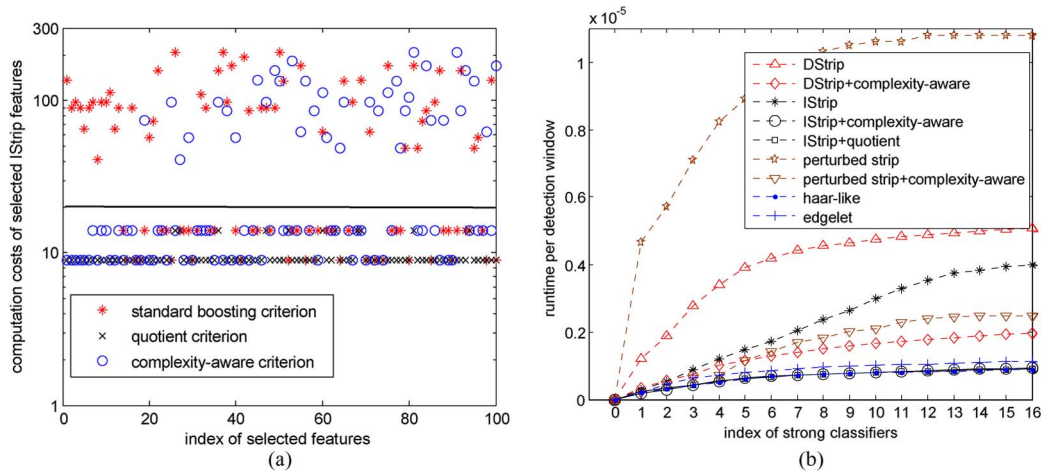 300
100
10
1
0
20
40
60
80
100
computation costs of selected IStrip features
index of selected features
standard boosting criterion
quotient criterion
complexity-aware criterion
(a)
x 10-5
1
0.8
0.6
0.4
0.2
0
0 1 2 3 4 5 6 7 8 9 10 11 12 13 14 15 16
runtime per detection window
index of strong classifiers
DStrip
DStrip+complexity-aware
IStrip
IStrip+complexity-aware
IStrip+quotient
perturbed strip
perturbed strip+complexity-aware
haar-like
edgelet
(b)